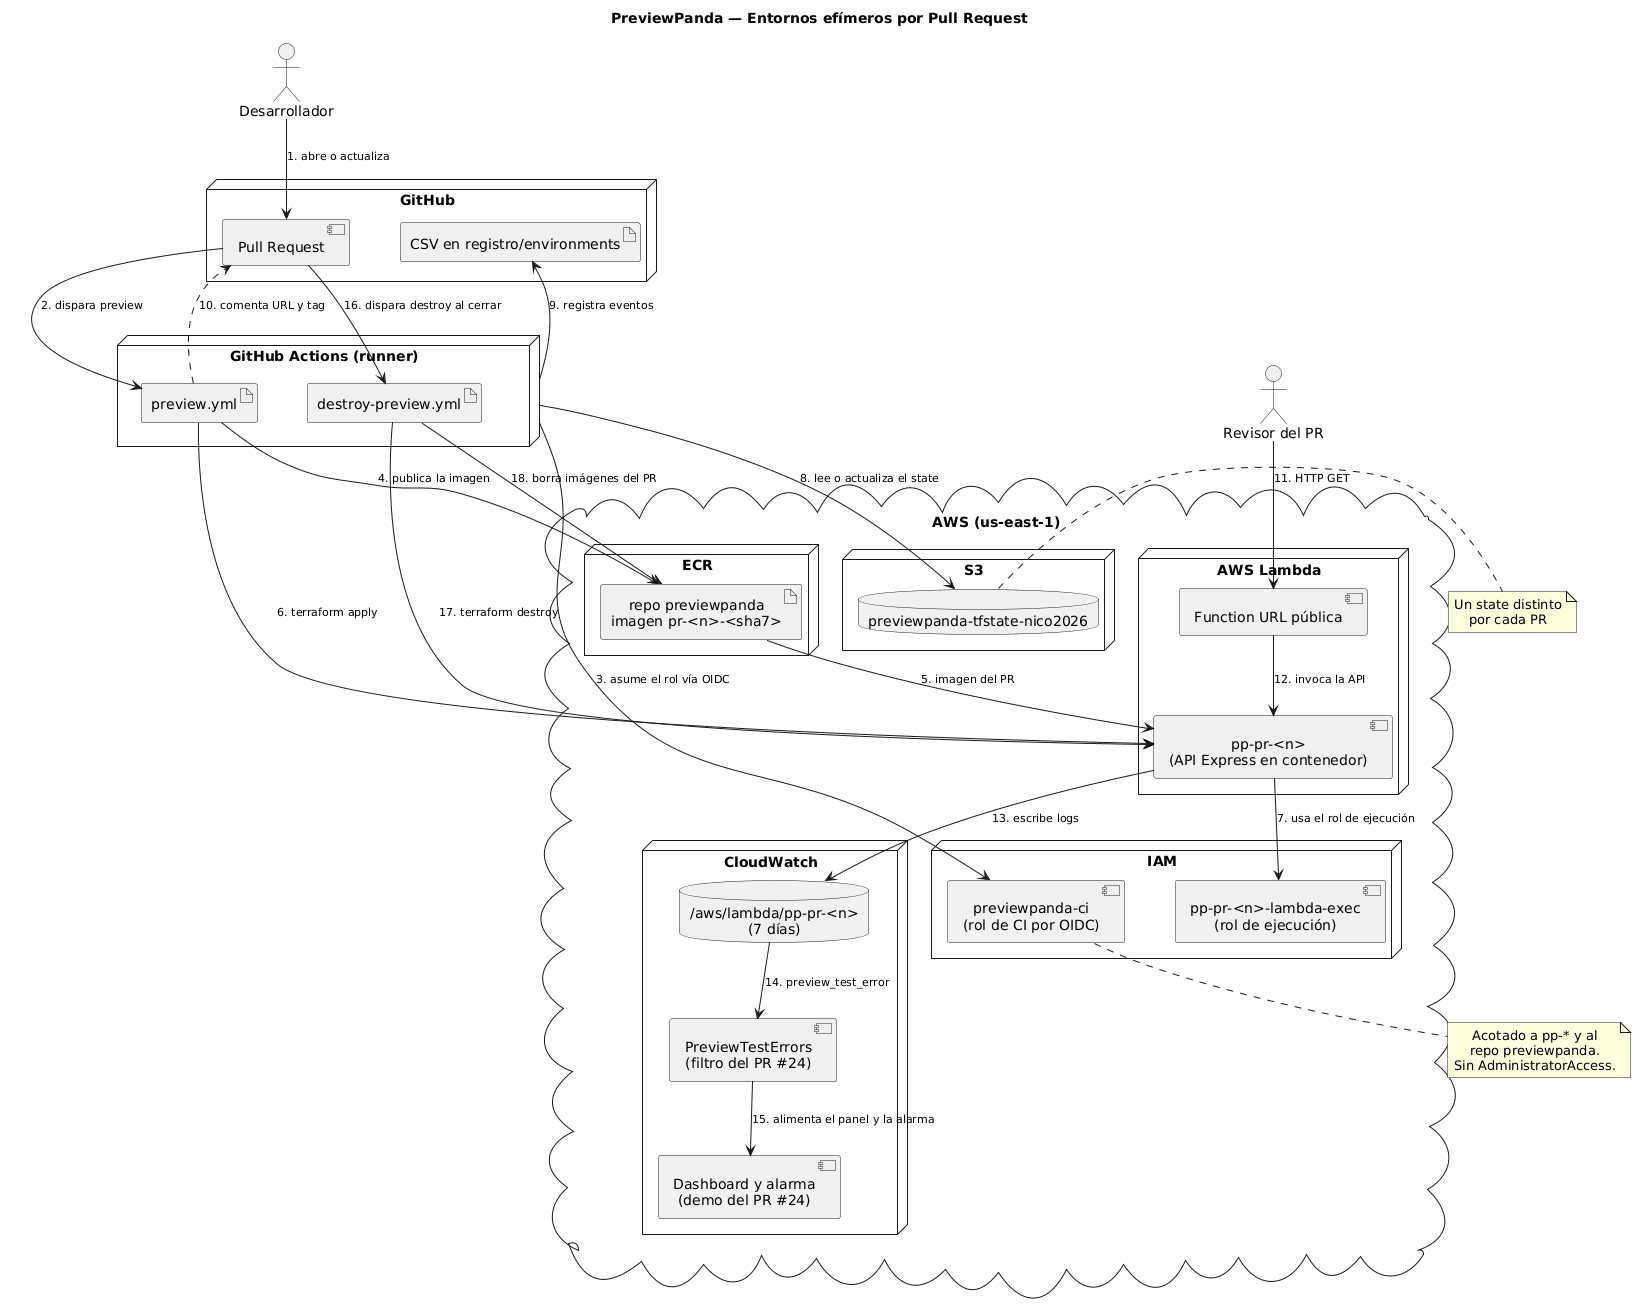 PreviewPanda — Entornos efímeros por Pull Request
Desarrollador
1. abre o actualiza
GitHub
Pull Request
CSV en registro/environments
2. dispara preview
10. comenta URL y tag
16. dispara destroy al cerrar
9. registra eventos
GitHub Actions (runner)
preview.yml
destroy-preview.yml
Revisor del PR
4. publica la imagen
18. borra imágenes del PR
8. lee o actualiza el state
11. HTTP GET
AWS (us-east-1)
ECR
repo previewpanda
imagen pr-<n>-<sha7>
S3
previewpanda-tfstate-nico2026
AWS Lambda
Function URL pública
Un state distinto
por cada PR
6. terraform apply
17. terraform destroy
3. asume el rol vía OIDC
5. imagen del PR
12. invoca la API
pp-pr-<n>
(API Express en contenedor)
13. escribe logs
7. usa el rol de ejecución
CloudWatch
/aws/lambda/pp-pr-<n>
(7 días)
IAM
previewpanda-ci
(rol de CI por OIDC)
pp-pr-<n>-lambda-exec
(rol de ejecución)
14. preview_test_error
PreviewTestErrors
(filtro del PR #24)
Acotado a pp-* y al
repo previewpanda.
Sin AdministratorAccess.
15. alimenta el panel y la alarma
Dashboard y alarma
(demo del PR #24)